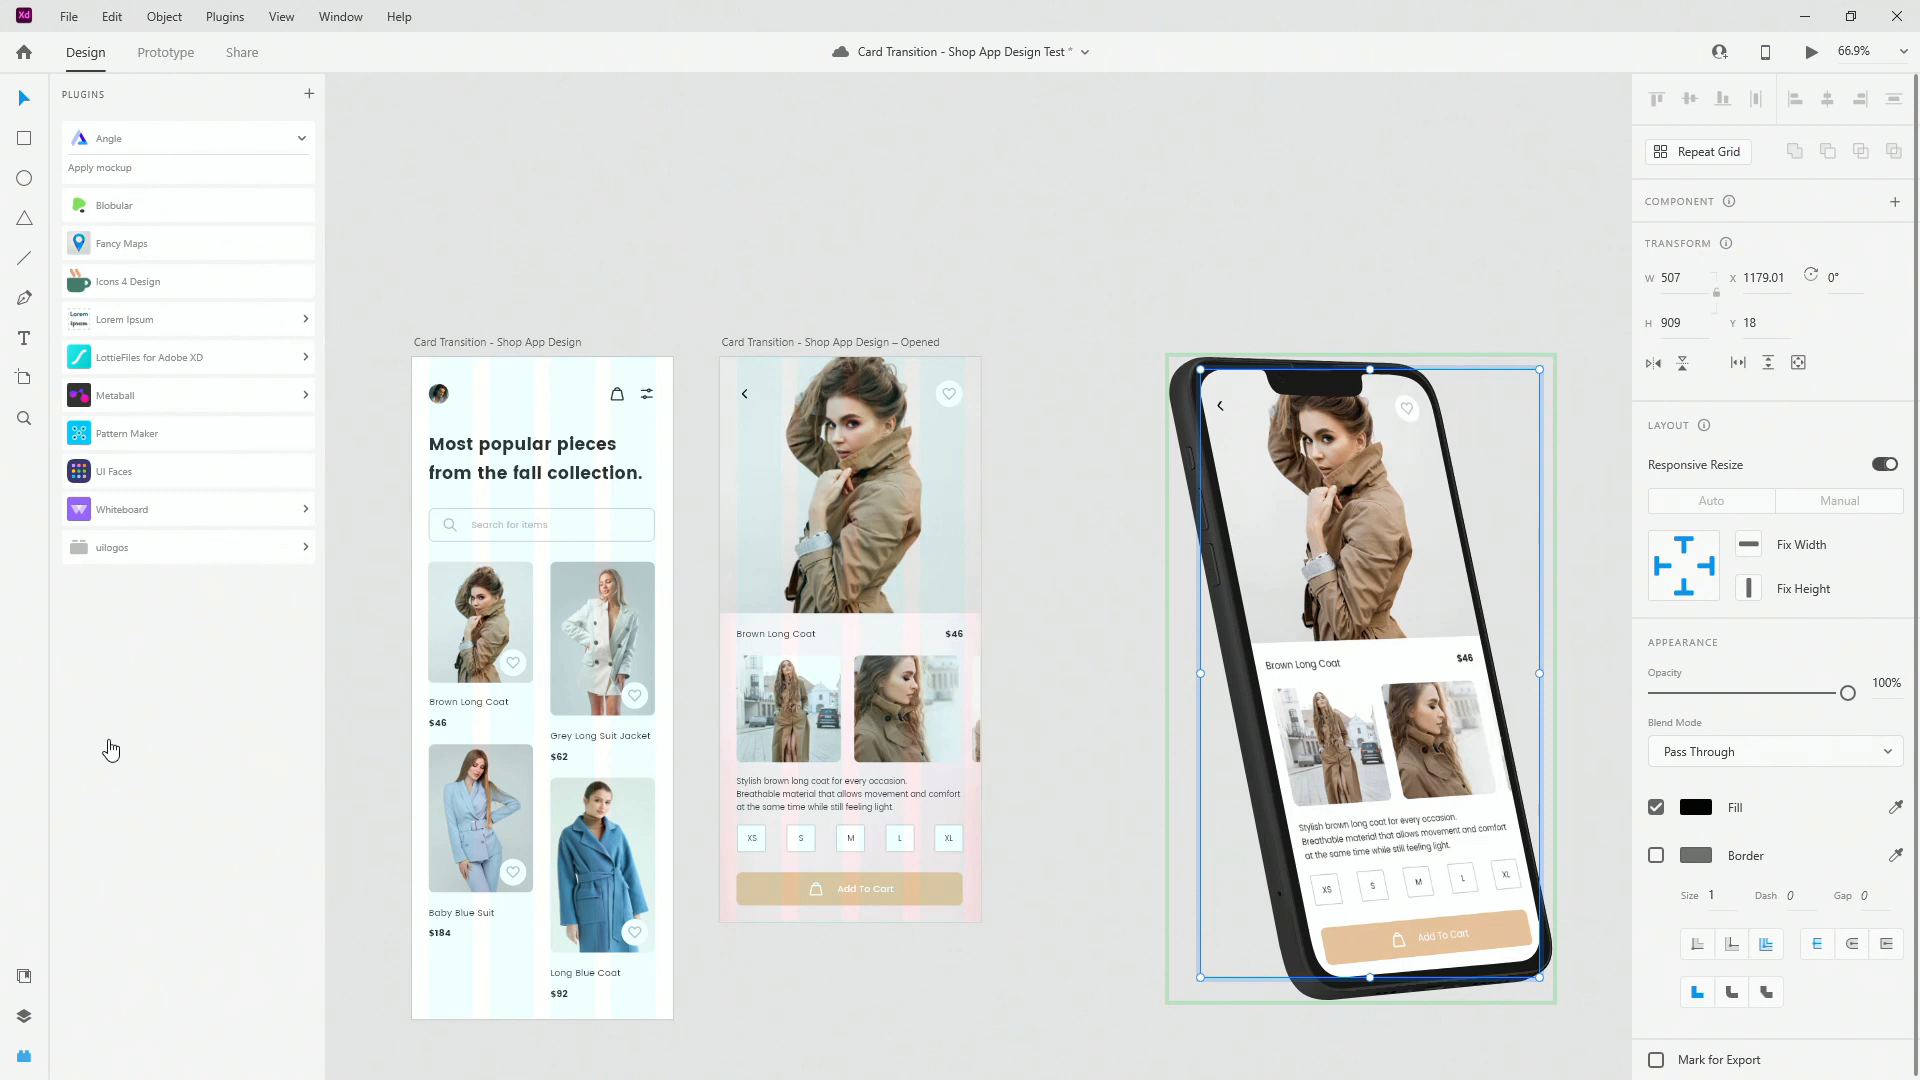 Xd
File Edit Object Plugins View Window Help
Design Prototype Share
Card Transition - Shop App Design Test *
66.9%
PLUGINS
Angle
Apply mockup
Blobular
Fancy Maps
Icons 4 Design
Lorem Ipsum
Lorem Ipsum
LottieFiles for Adobe XD
Metaball
Pattern Maker
UI Faces
Whiteboard
uilogos
Card Transition - Shop App Design
Most popular pieces
from the fall collection.
Search for items
Brown Long Coat
$46
Grey Long Suit Jacket
$62
Baby Blue Suit
$184
Long Blue Coat
$92
Card Transition - Shop App Design – Opened
Brown Long Coat $46
Stylish brown long coat for every occasion.
Breathable material that allows movement and comfort
at the same time while still feeling light.
XS S M L XL
Add To Cart
Brown Long Coat $46
Stylish brown long coat for every occasion.
Breathable material that allows movement and comfort
at the same time while still feeling light.
XS S M L XL
Add To Cart
Repeat Grid
COMPONENT
TRANSFORM
W 507 X 1179.01 0°
H 909 Y 18
LAYOUT
Responsive Resize
Auto Manual
Fix Width
Fix Height
APPEARANCE
Opacity
100%
Blend Mode
Pass Through
Fill
Border
Size 1 Dash 0 Gap 0
Mark for Export